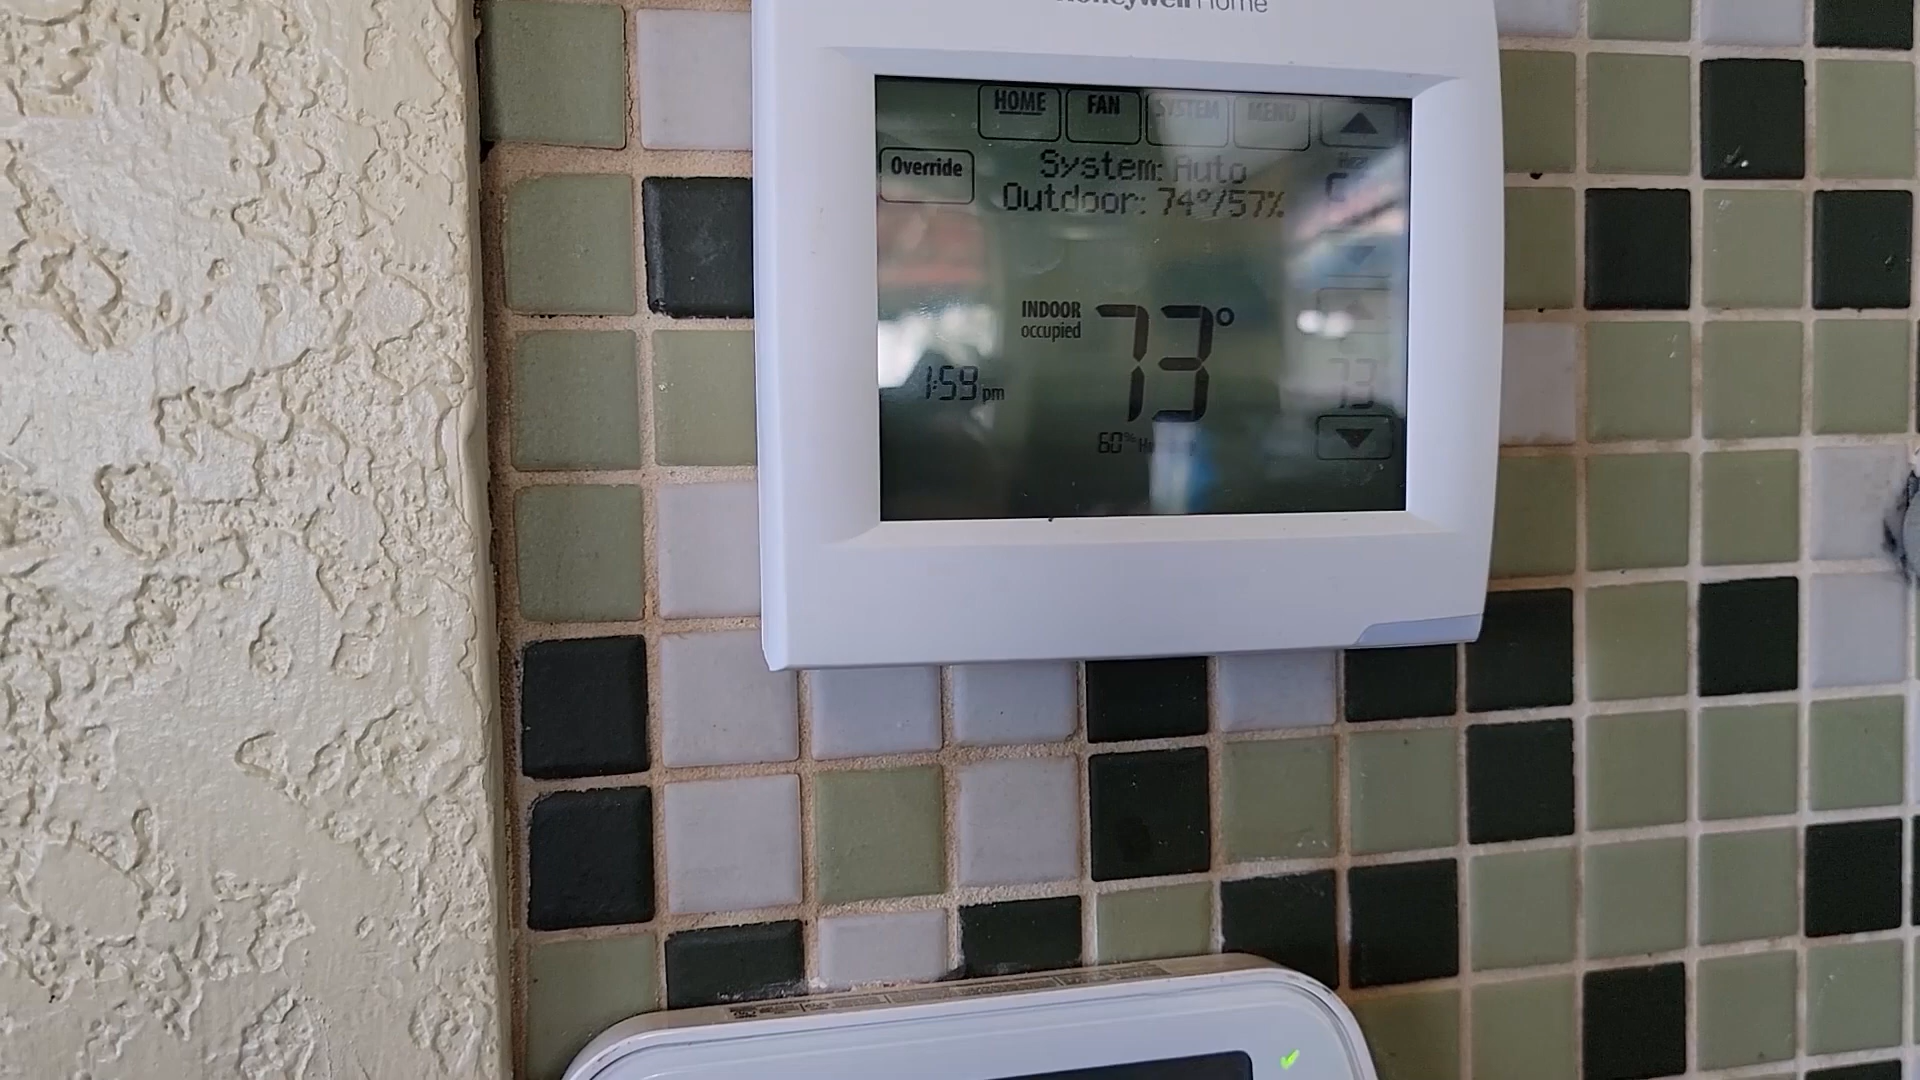 Honeywell Home
HOME FAN SYSTEM MENU
Override
System: Auto
Outdoor: 74°/57%
INDOOR
occupied
73°
1:59 pm
73
60%